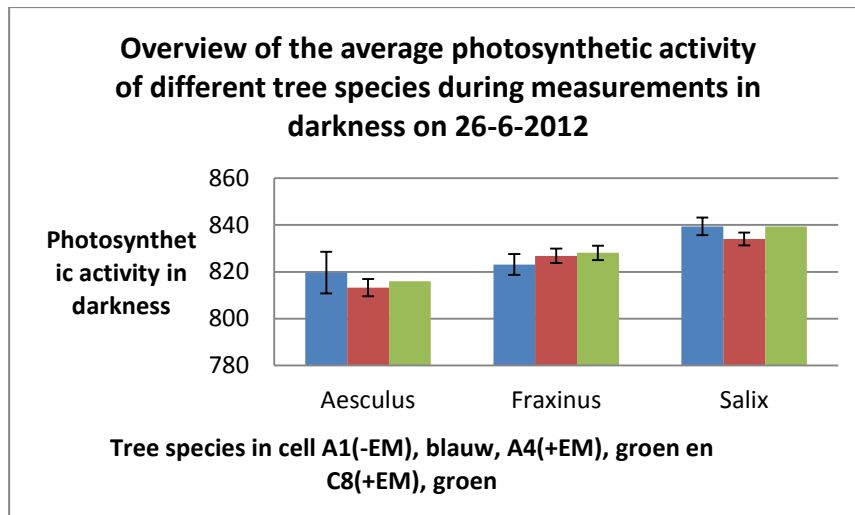 Overview of the average photosynthetic activity
of different tree species during measurements in
darkness on 26-6-2012
860
840
820
800
780
Photosynthet
ic activity in
darkness
Aesculus
Fraxinus
Salix
Tree species in cell A1(-EM), blauw, A4(+EM), groen en
C8(+EM), groen